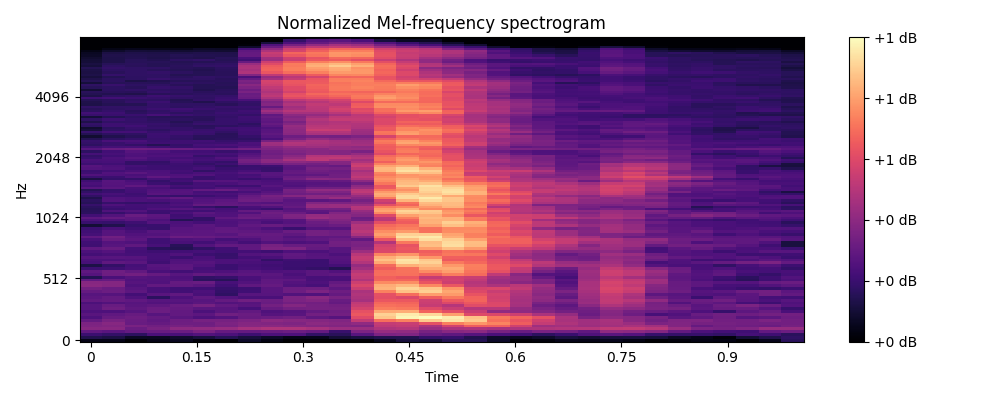 Normalized Mel-frequency spectrogram
Hz
4096
2048
1024
512
0
0 0.15 0.3 0.45 0.6 0.75 0.9
Time
+1 dB
+1 dB
+1 dB
+0 dB
+0 dB
+0 dB